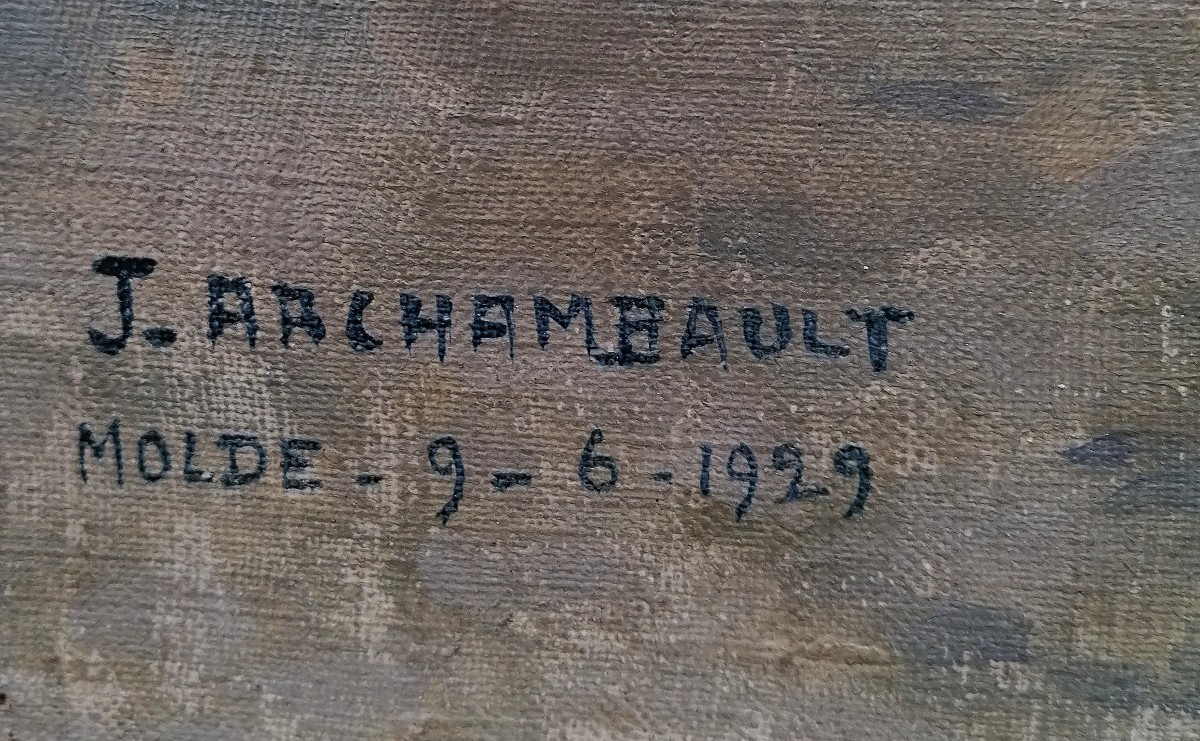 J. ARCHAMBAULT
MOLDE - 9 - 6 - 1929